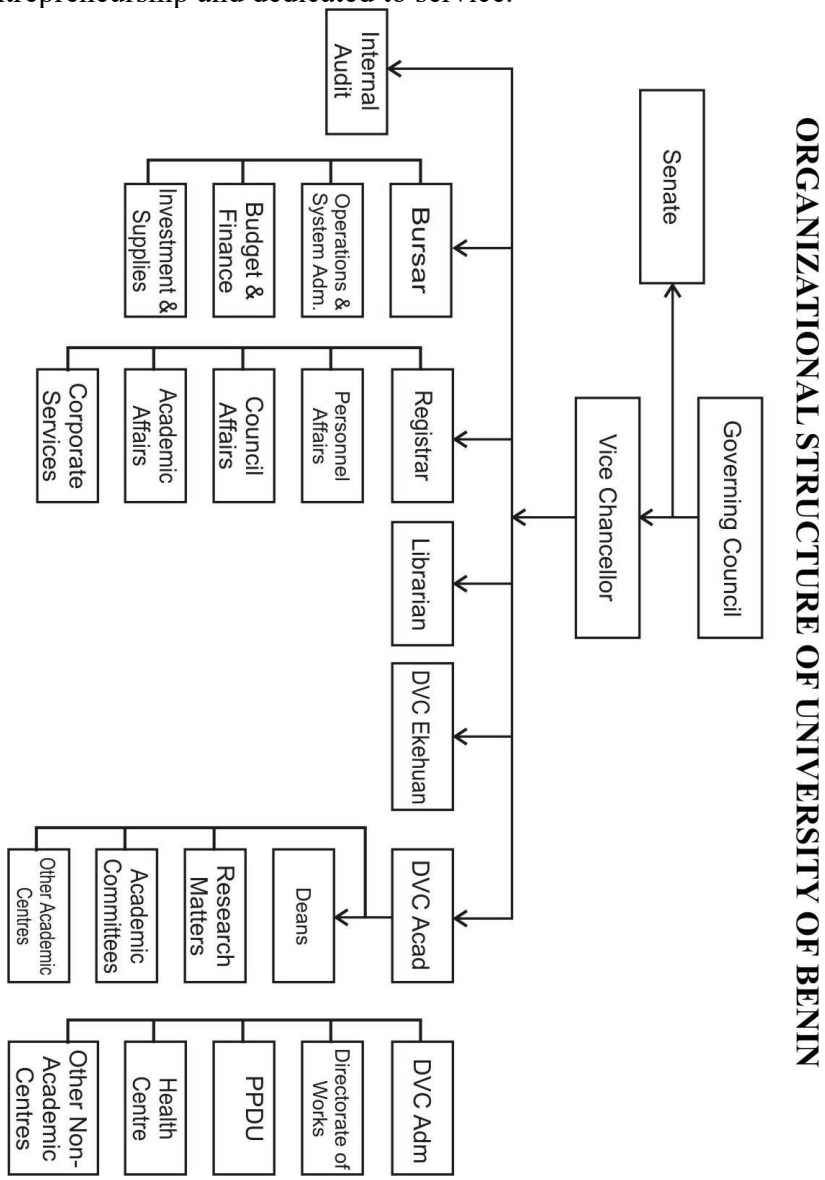 ntrepreneurship and dedicated to service.
ORGANIZATIONAL STRUCTURE OF UNIVERSITY OF BENIN
Governing Council
Senate
Vice Chancellor
Internal
Audit
Bursar
Operations &
System Adm.
Budget &
Finance
Investment &
Supplies
Registrar
Personnel
Affairs
Council
Affairs
Academic
Affairs
Corporate
Services
Librarian
DVC Ekehuan
DVC Acad
Deans
Research
Matters
Academic
Committees
Other Academic
Centres
DVC Adm
Directorate of
Works
PPDU
Health
Centre
Other Non-
Academic
Centres